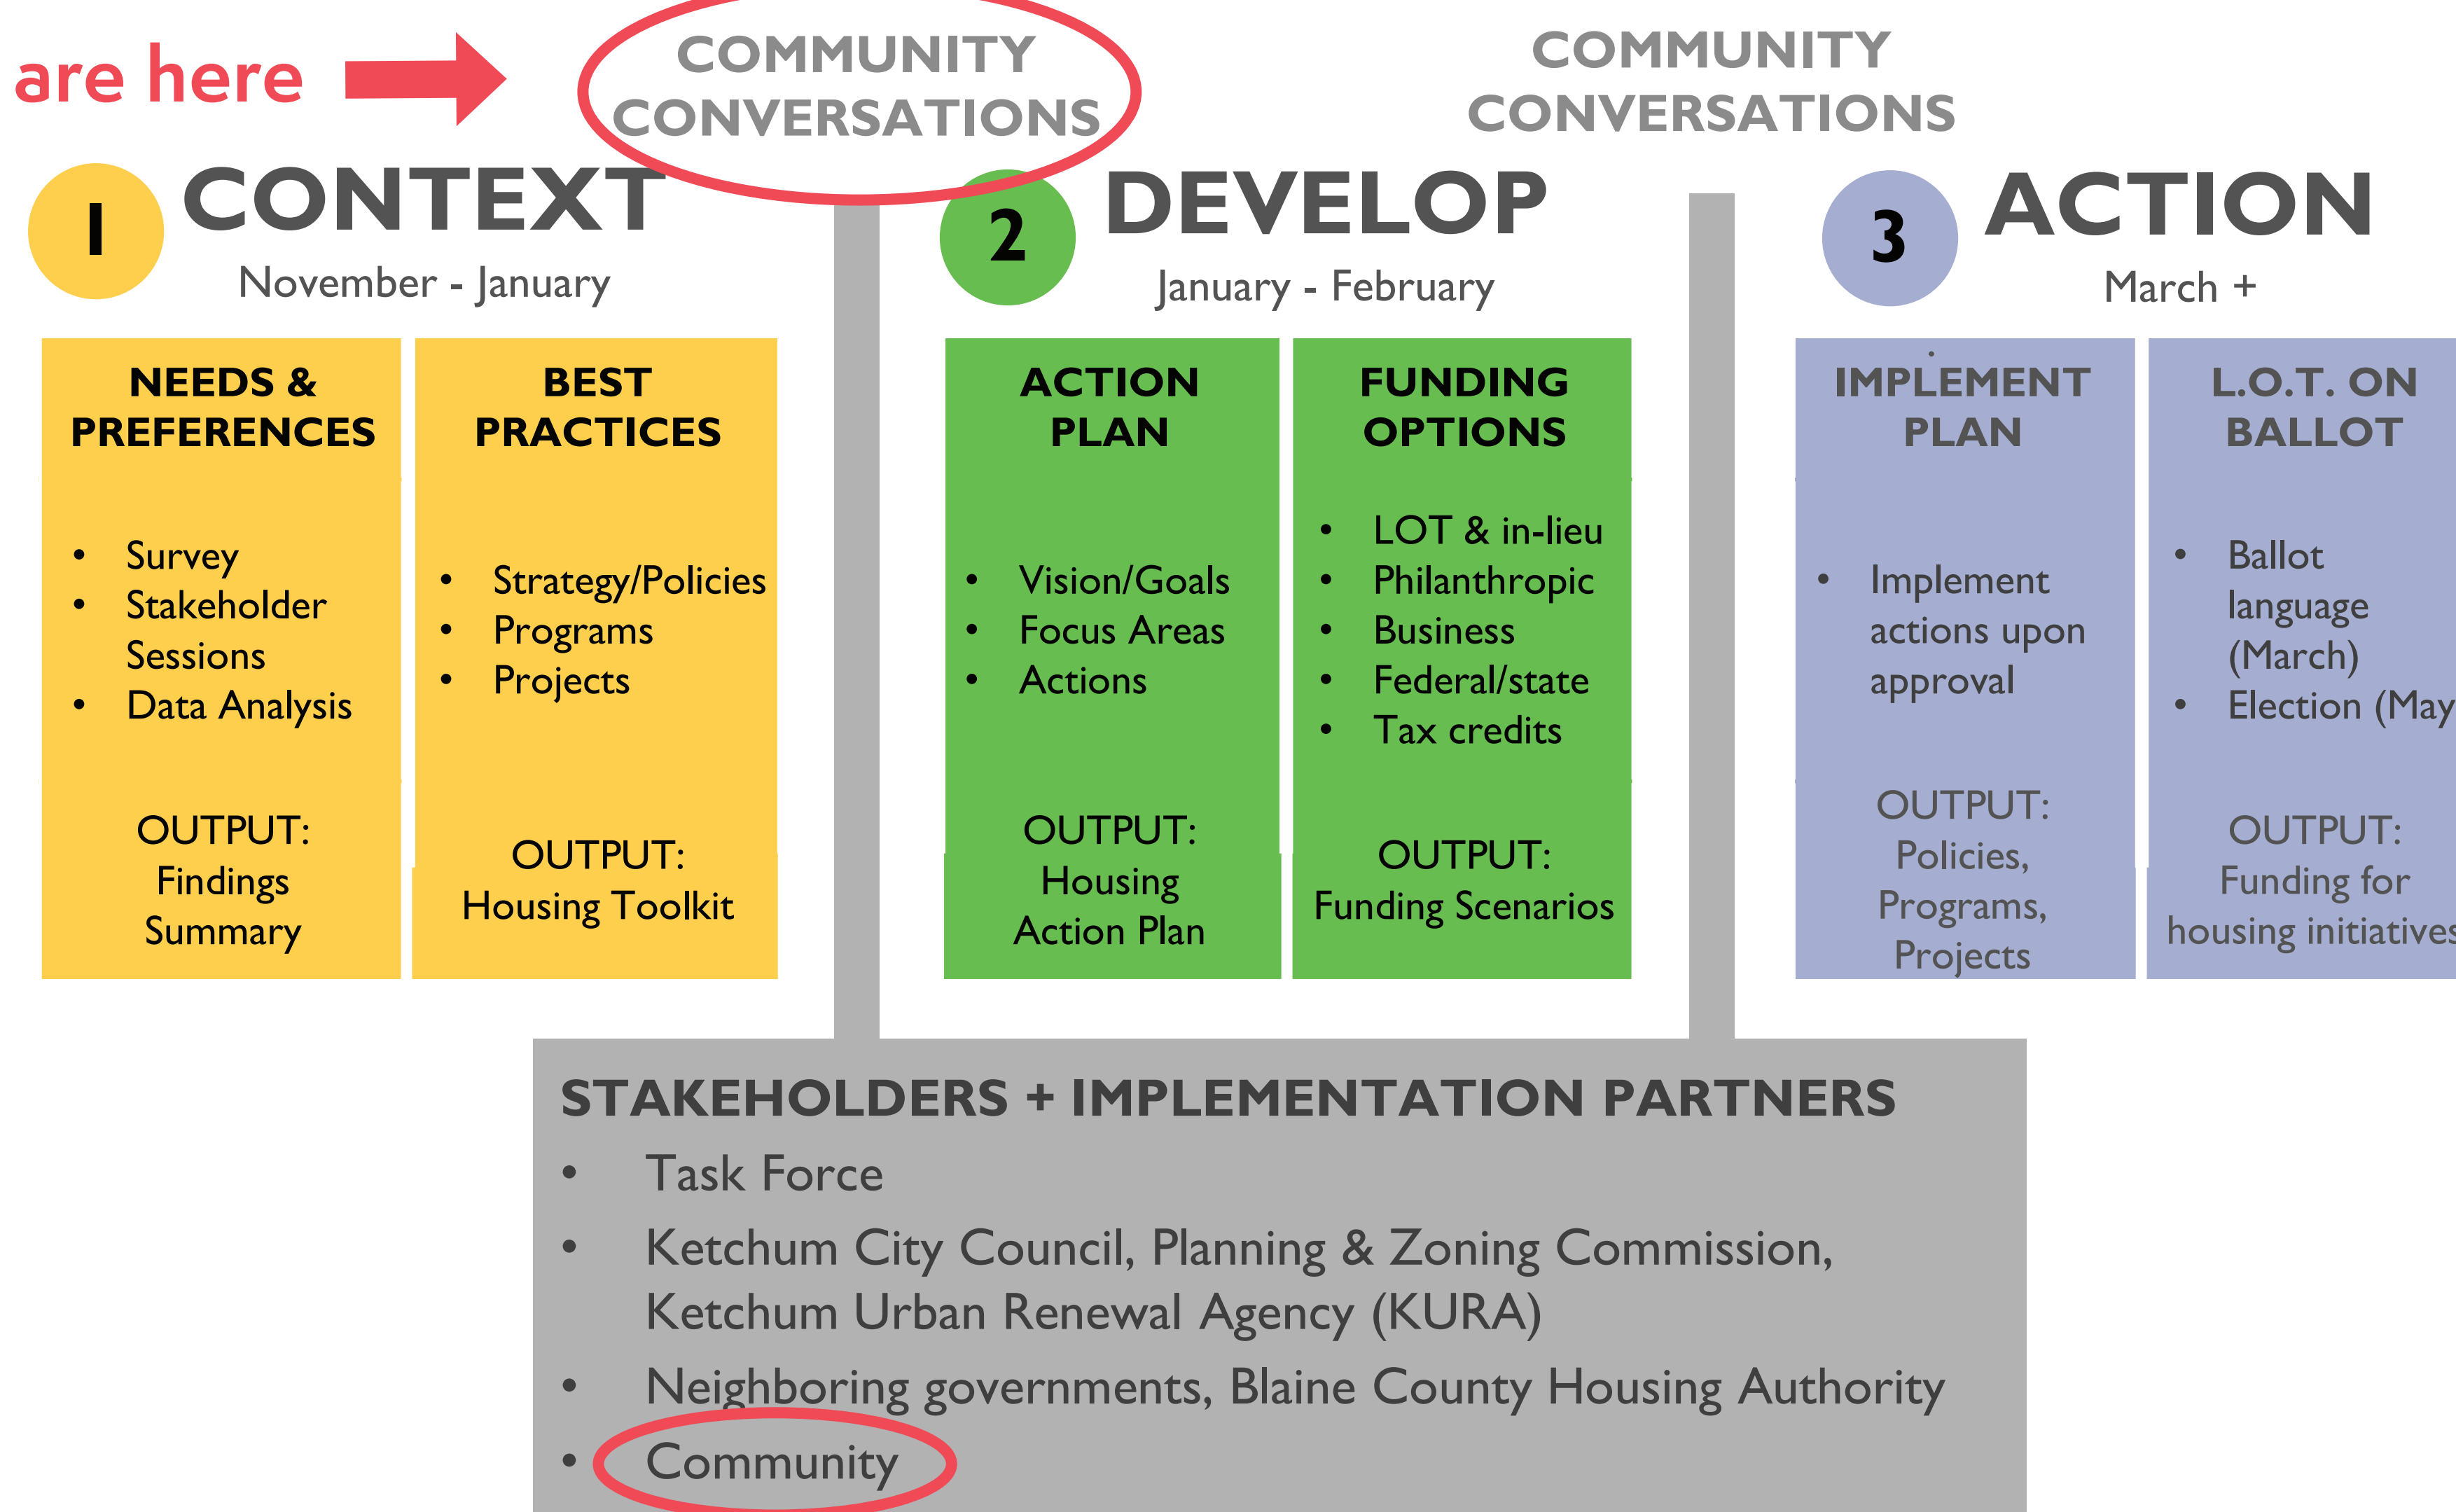 are here
COMMUNITY
CONVERSATIONS
COMMUNITY
CONVERSATIONS
1
CONTEXT
November - January
NEEDS &
PREFERENCES
• Survey
• Stakeholder
Sessions
• Data Analysis
OUTPUT:
Findings
Summary
BEST
PRACTICES
• Strategy/Policies
• Programs
• Projects
OUTPUT:
Housing Toolkit
2
DEVELOP
January - February
ACTION
PLAN
• Vision/Goals
• Focus Areas
• Actions
OUTPUT:
Housing
Action Plan
FUNDING
OPTIONS
• LOT & in-lieu
• Philanthropic
• Business
• Federal/state
• Tax credits
OUTPUT:
Funding Scenarios
3
ACTION
March +
IMPLEMENT
PLAN
• Implement
actions upon
approval
OUTPUT:
Policies,
Programs,
Projects
L.O.T. ON
BALLOT
• Ballot
language
(March)
• Election (May
OUTPUT:
Funding for
housing initiatives
STAKEHOLDERS + IMPLEMENTATION PARTNERS
• Task Force
• Ketchum City Council, Planning & Zoning Commission,
Ketchum Urban Renewal Agency (KURA)
• Neighboring governments, Blaine County Housing Authority
• Community